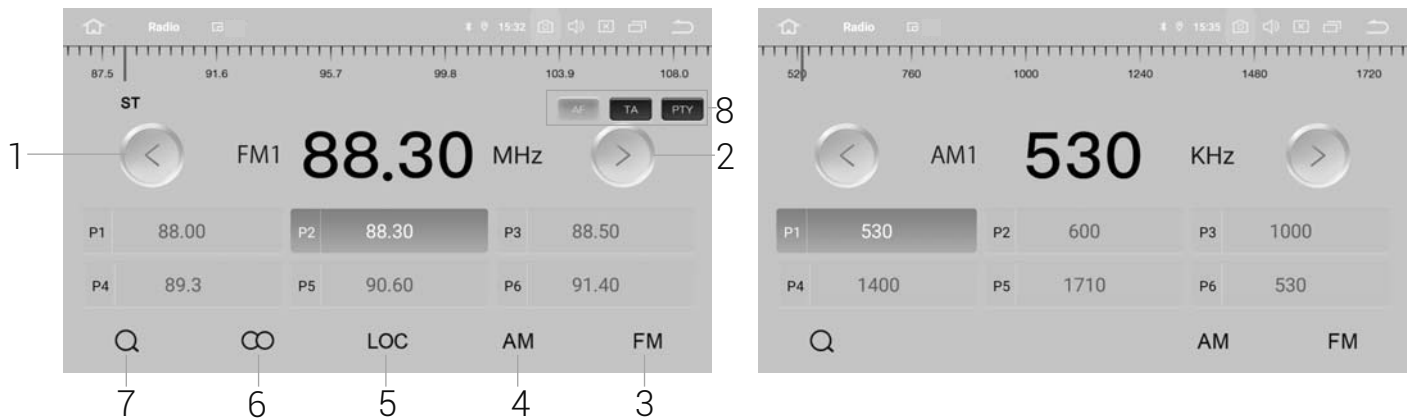 Radio
15:32
87.5 91.6 95.7 99.8 103.9 108.0
ST
AF TA PTY 8
1 FM1 88.30 MHz 2
P1 88.00 P2 88.30 P3 88.50
P4 89.3 P5 90.60 P6 91.40
LOC AM FM
7 6 5 4 3
Radio
15:35
520 760 1000 1240 1480 1720
AM1 530 KHz
P1 530 P2 600 P3 1000
P4 1400 P5 1710 P6 530
AM FM